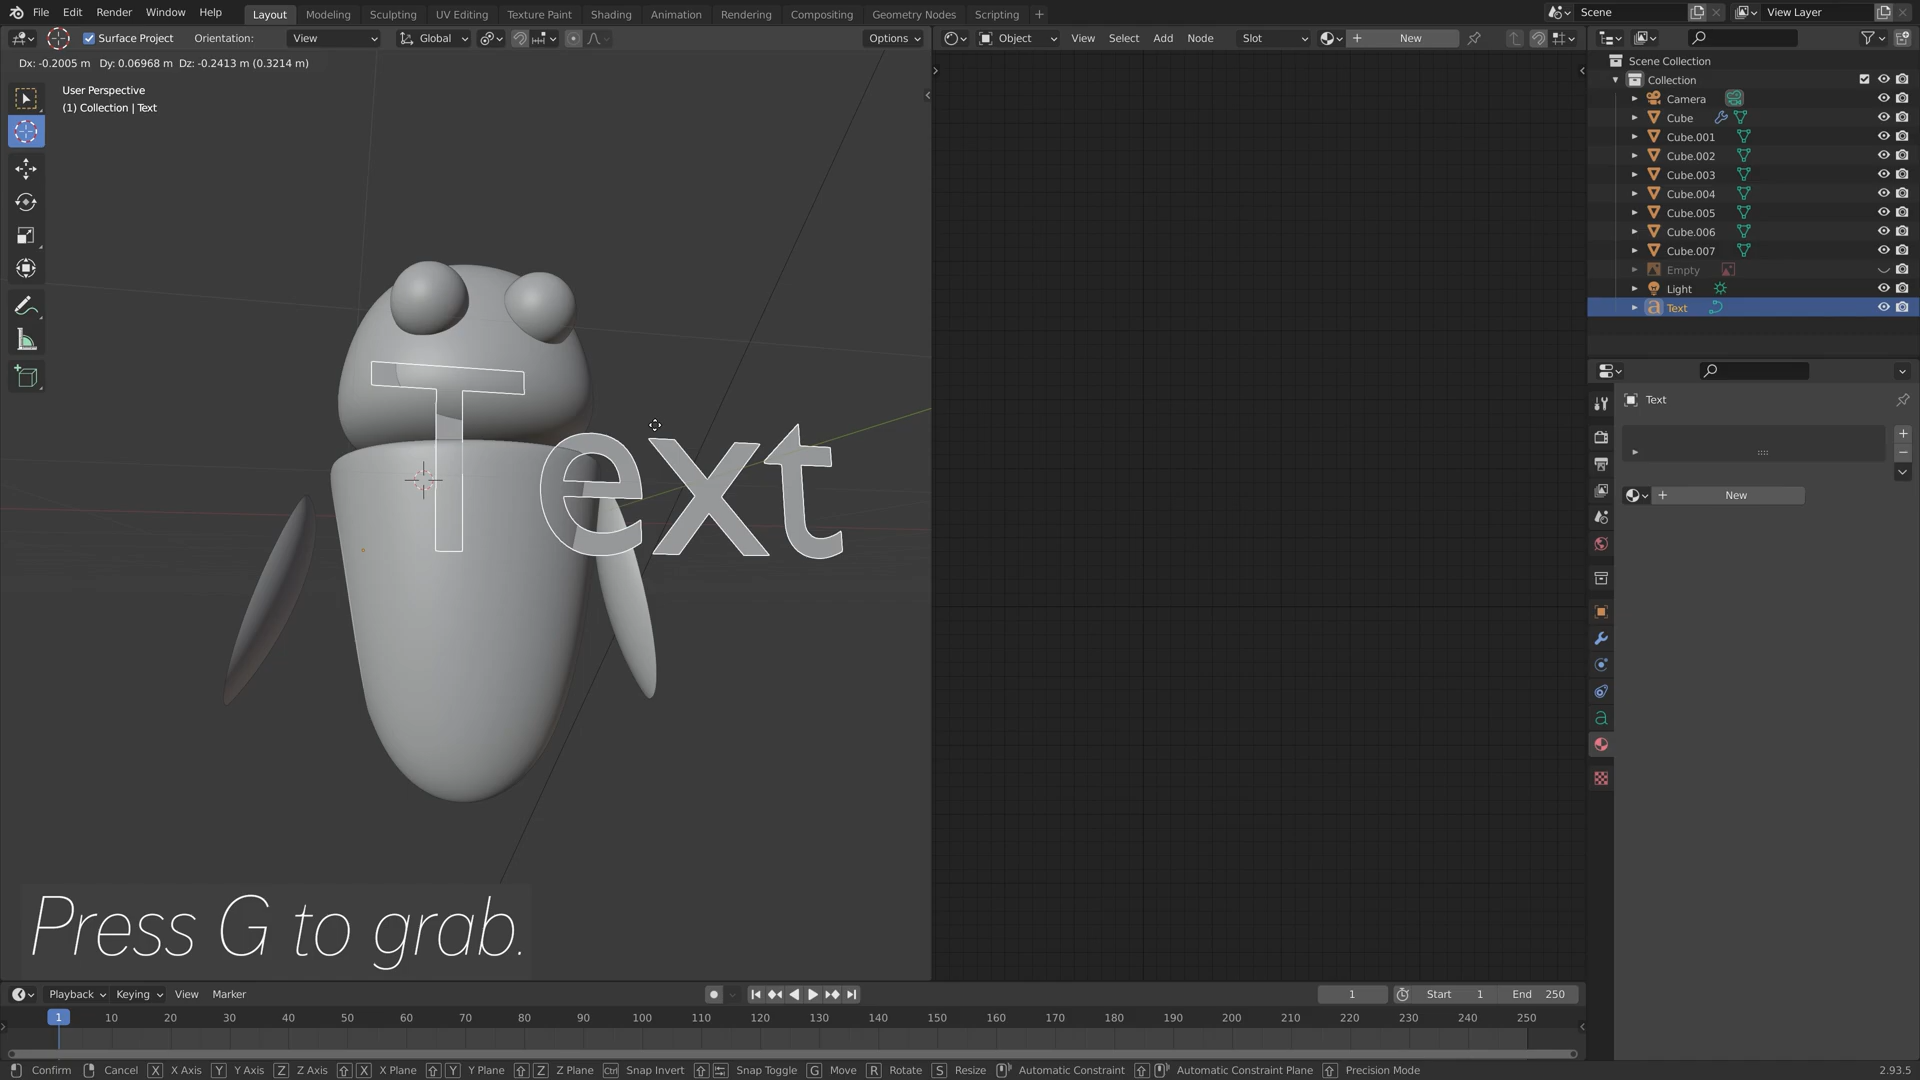 File Edit Render Window Help Layout Modeling Sculpting UV Editing Texture Paint Shading Animation Rendering Compositing Geometry Nodes Scripting Scene View Layer
Surface Project Orientation: View Global Options Object View Select Add Node Slot New
Dx: -0.2005 m Dy: 0.06968 m Dz: -0.2413 m (0.3214 m)
User Perspective
(1) Collection | Text
Text
Press G to grab.
Scene Collection
Collection
Camera
Cube
Cube.001
Cube.002
Cube.003
Cube.004
Cube.005
Cube.006
Cube.007
Empty
Light
a Text
Text
New
a
Playback Keying View Marker 1 Start 1 End 250
1 10 20 30 40 50 60 70 80 90 100 110 120 130 140 150 160 170 180 190 200 210 220 230 240 250
Confirm Cancel X X Axis Y Y Axis Z Z Axis X X Plane Y Y Plane Z Z Plane Ctrl Snap Invert Snap Toggle G Move R Rotate S Resize Automatic Constraint Automatic Constraint Plane Precision Mode 2.93.5